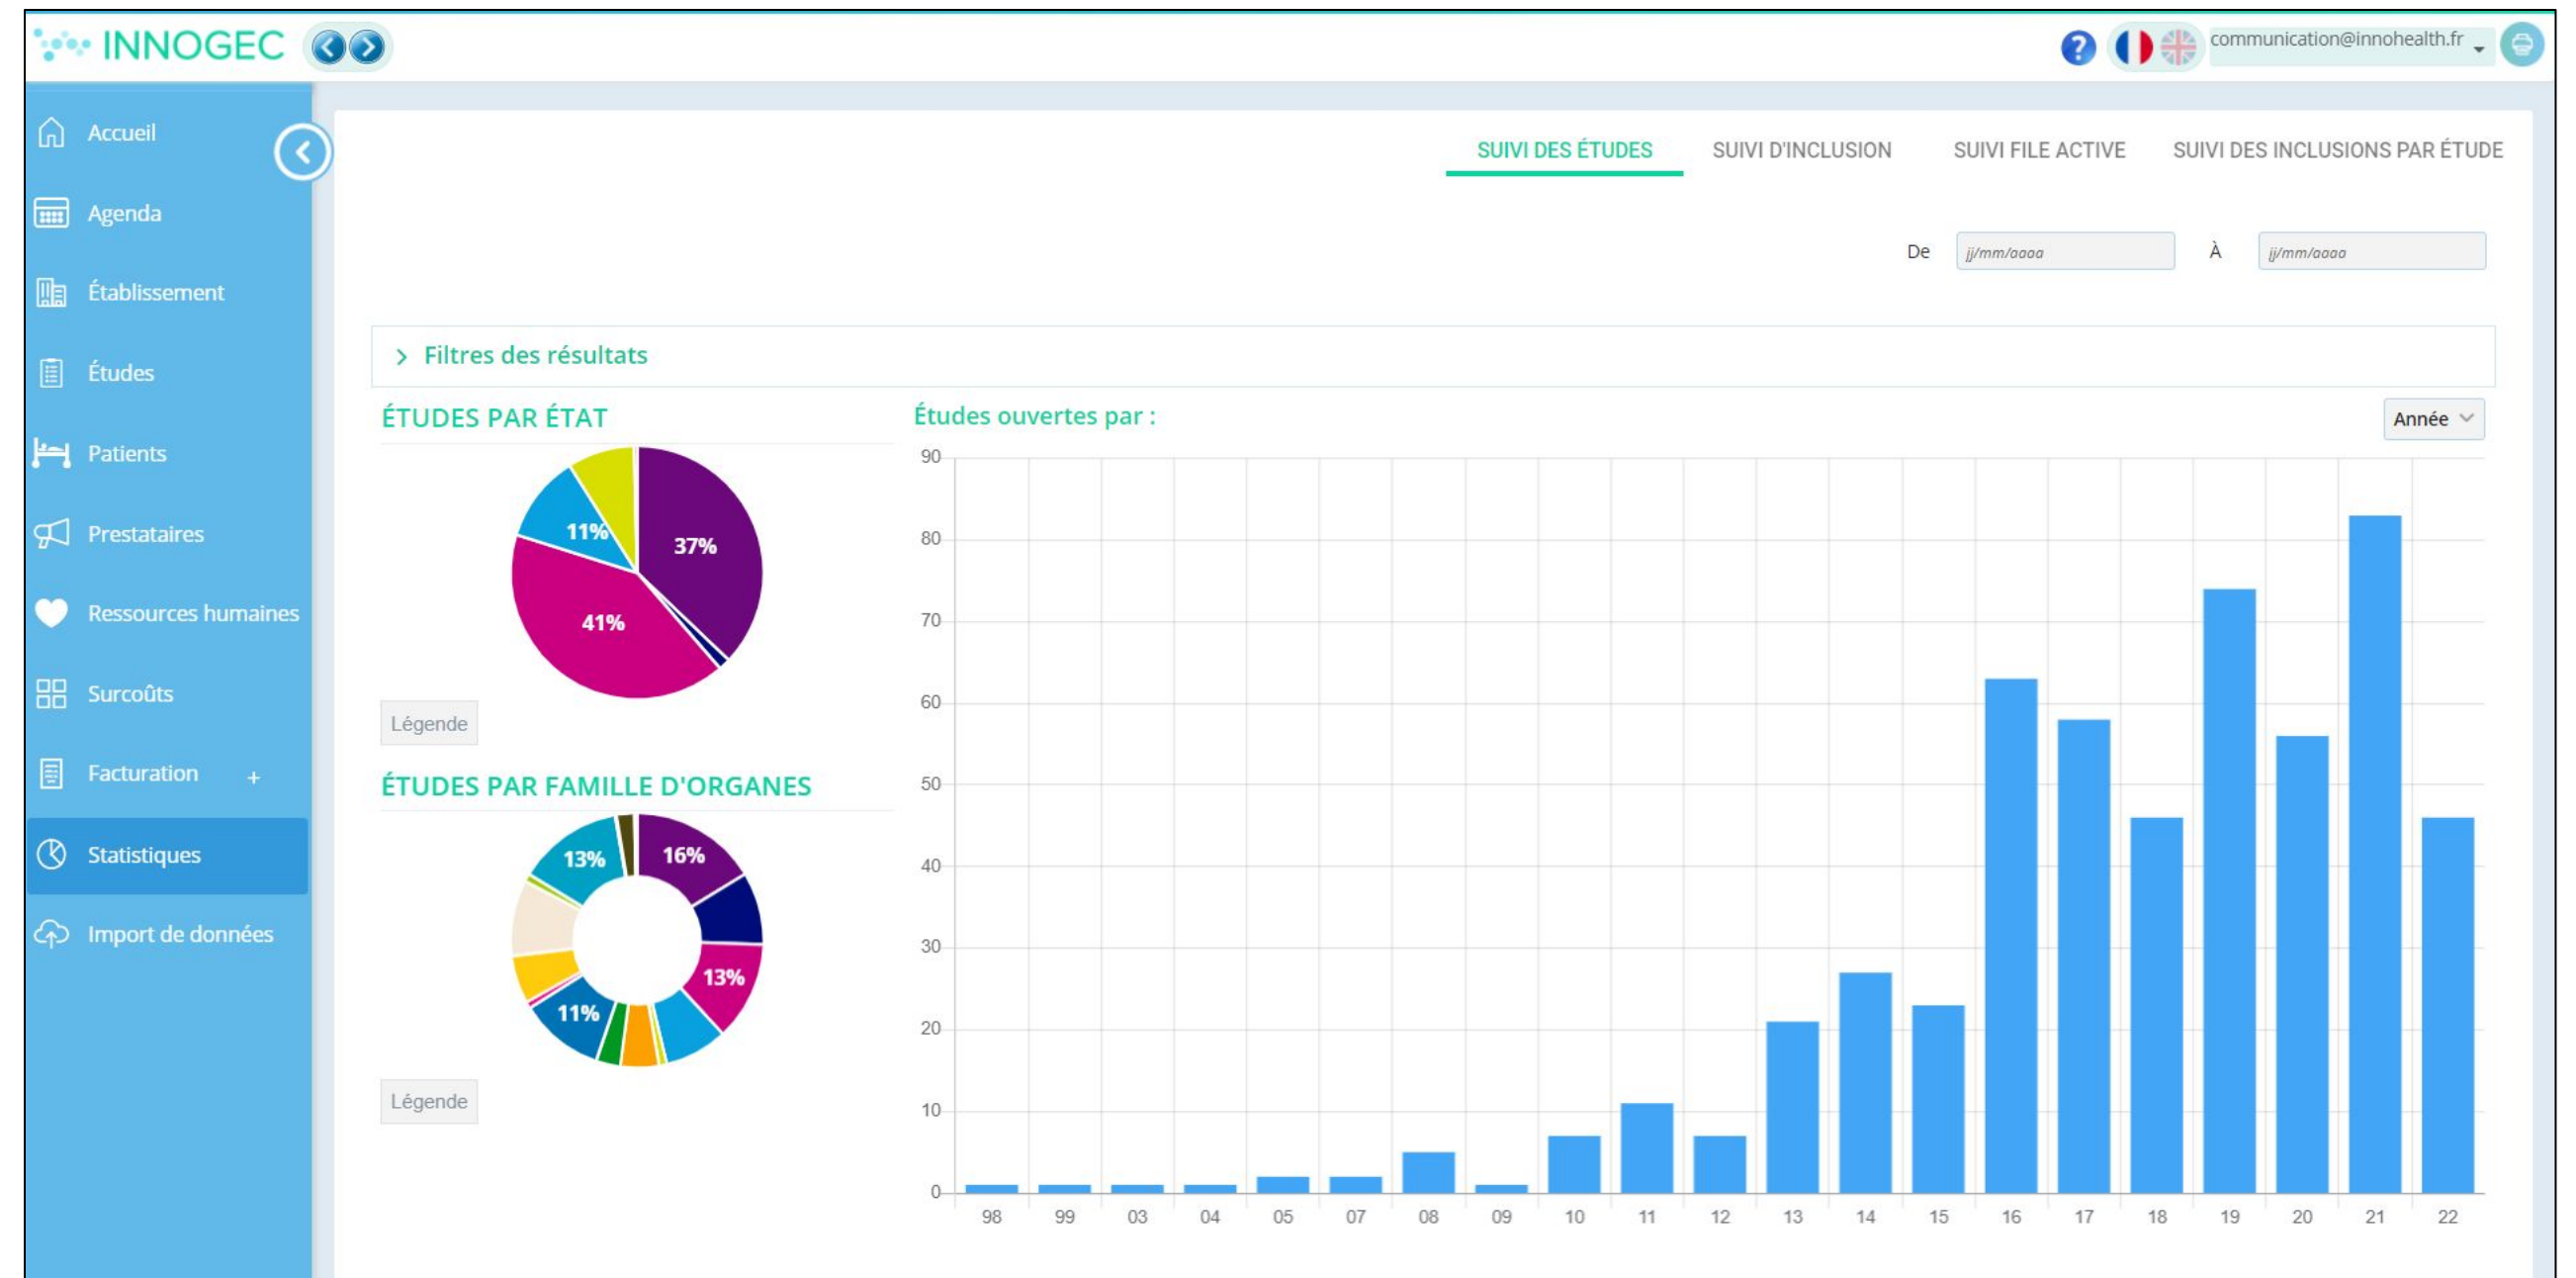 INNOGEC
communication@innohealth.fr
Accueil
Agenda
Établissement
Études
Patients
Prestataires
Ressources humaines
Surcoûts
Facturation +
Statistiques
Import de données
SUIVI DES ÉTUDES SUIVI D'INCLUSION SUIVI FILE ACTIVE SUIVI DES INCLUSIONS PAR ÉTUDE
De jj/mm/aaaa À jj/mm/aaaa
Filtres des résultats
ÉTUDES PAR ÉTAT
11%
37%
41%
Légende
ÉTUDES PAR FAMILLE D'ORGANES
13% 16%
13%
11%
Légende
Études ouvertes par :
Année
90
80
70
60
50
40
30
20
10
0
98 99 03 04 05 07 08 09 10 11 12 13 14 15 16 17 18 19 20 21 22